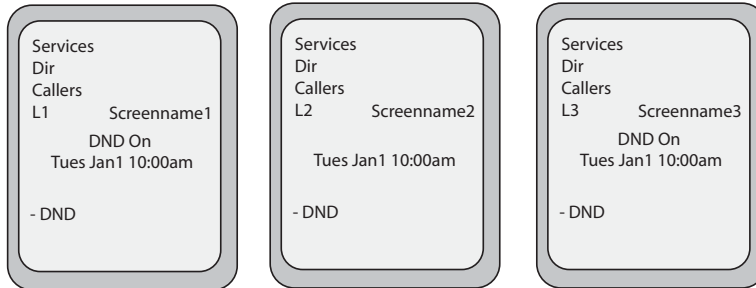 Services
Dir
Callers
L1 Screenname1
DND On
Tues Jan1 10:00am
- DND
Services
Dir
Callers
L2 Screenname2
Tues Jan1 10:00am
- DND
Services
Dir
Callers
L3 Screenname3
DND On
Tues Jan1 10:00am
- DND